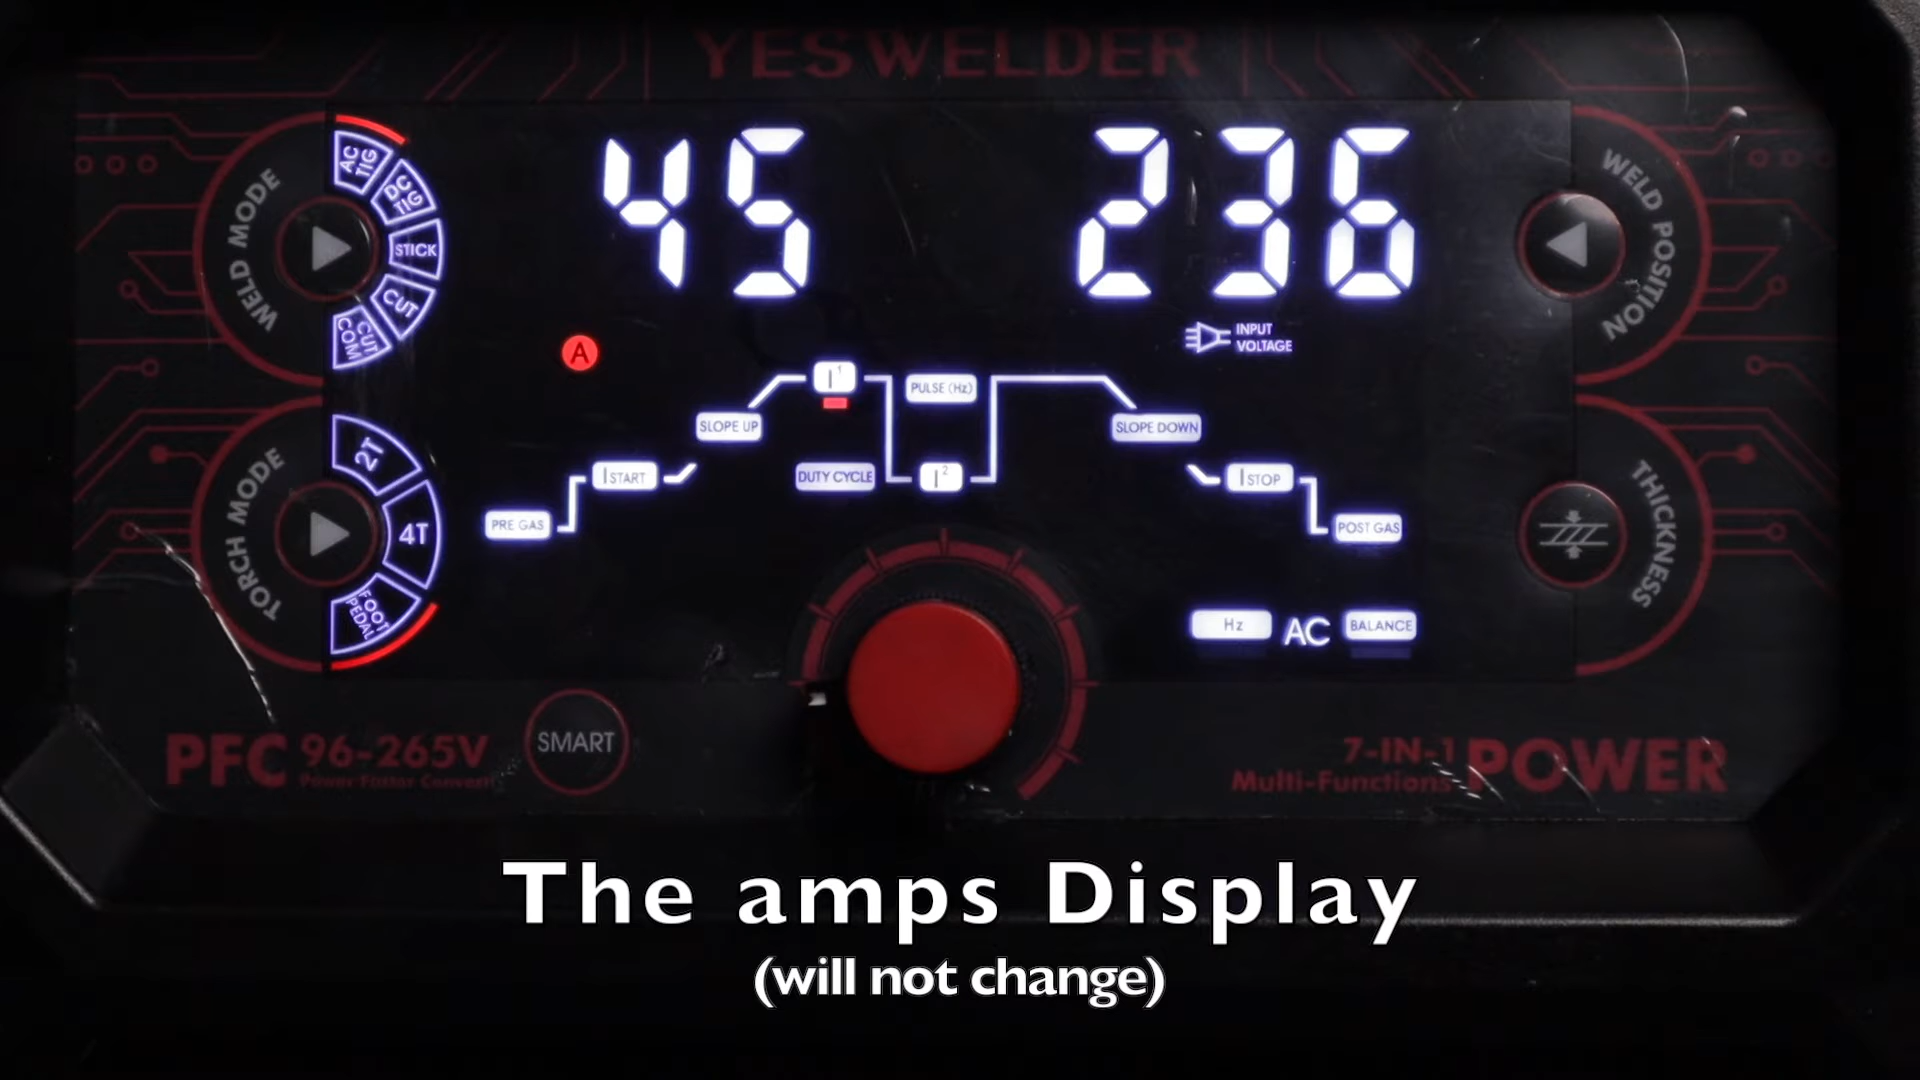 YESWELDER
45
236
WELD MODE
AC TIG
DC TIG
STICK
CUT
CUT COM
A
INPUT
VOLTAGE
WELD POSITION
I1
PULSE (Hz)
SLOPE UP
SLOPE DOWN
ISTART
DUTY CYCLE
I2
ISTOP
PRE GAS
POST GAS
TORCH MODE
2T
4T
FOOT PEDAL
THICKNESS
Hz AC BALANCE
PFC 96-265V
SMART
7-IN-1
Multi-Functions POWER
The amps Display
(will not change)